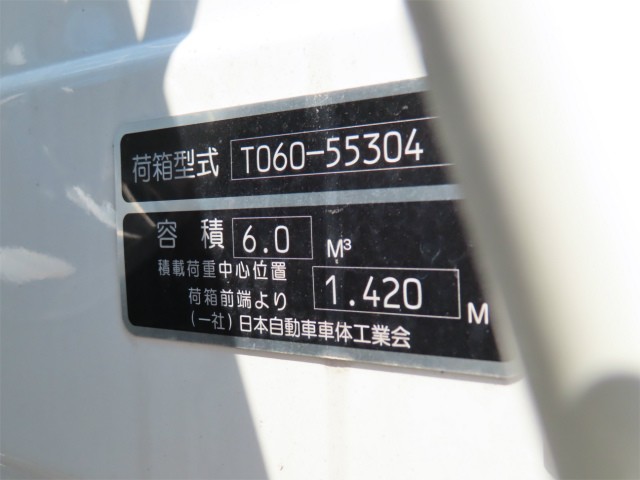 荷箱型式 T060-55304
容積 6.0 M³
積載荷重中心位置
荷箱前端より 1.420 M
(一社)日本自動車車体工業会